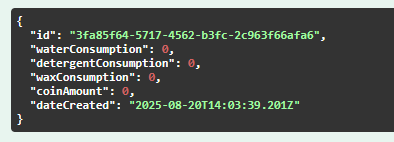 {
"id": "3fa85f64-5717-4562-b3fc-2c963f66afa6",
"waterConsumption": 0,
"detergentConsumption": 0,
"waxConsumption": 0,
"coinAmount": 0,
"dateCreated": "2025-08-20T14:03:39.201Z"
}